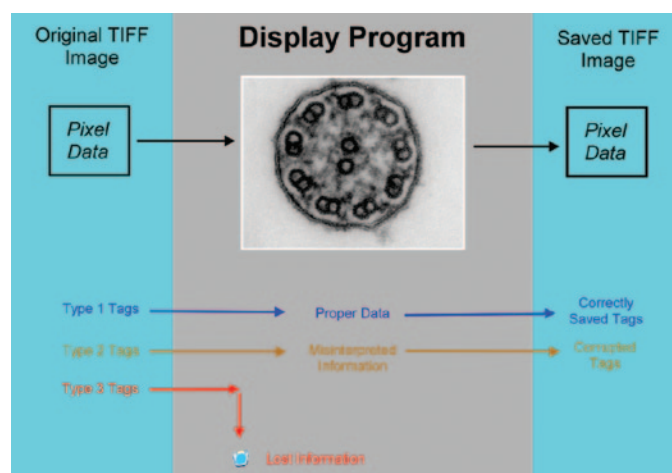 Original TIFF
Image
Display Program
Saved TIFF
Image
Pixel
Data
Pixel
Data
Type 1 Tags
Proper Data
Correctly
Saved Tags
Type 2 Tags
Misinterpreted
Information
Corrupted
Tags
Type 3 Tags
Lost Information